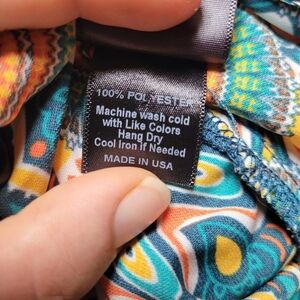 100% POLYESTER
Machine wash cold
with Like Colors
Hang Dry
Cool Iron if Needed
MADE IN USA